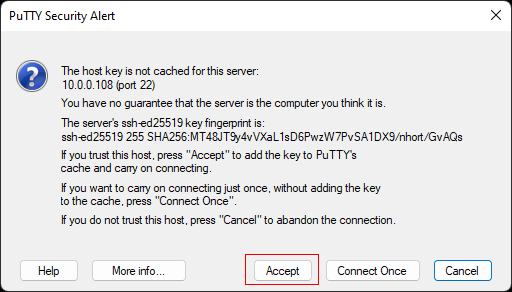 PuTTY Security Alert
The host key is not cached for this server:
10.0.0.108 (port 22)
You have no guarantee that the server is the computer you think it is.
The server's ssh-ed25519 key fingerprint is:
ssh-ed25519 255 SHA256:MT48JT9y4vVXaL1sD6PwzW7PvSA1DX9/nhort/GvAQs
If you trust this host, press "Accept" to add the key to PuTTY's
cache and carry on connecting.
If you want to carry on connecting just once, without adding the key
to the cache, press "Connect Once".
If you do not trust this host, press "Cancel" to abandon the connection.
Help
More info...
Accept
Connect Once
Cancel